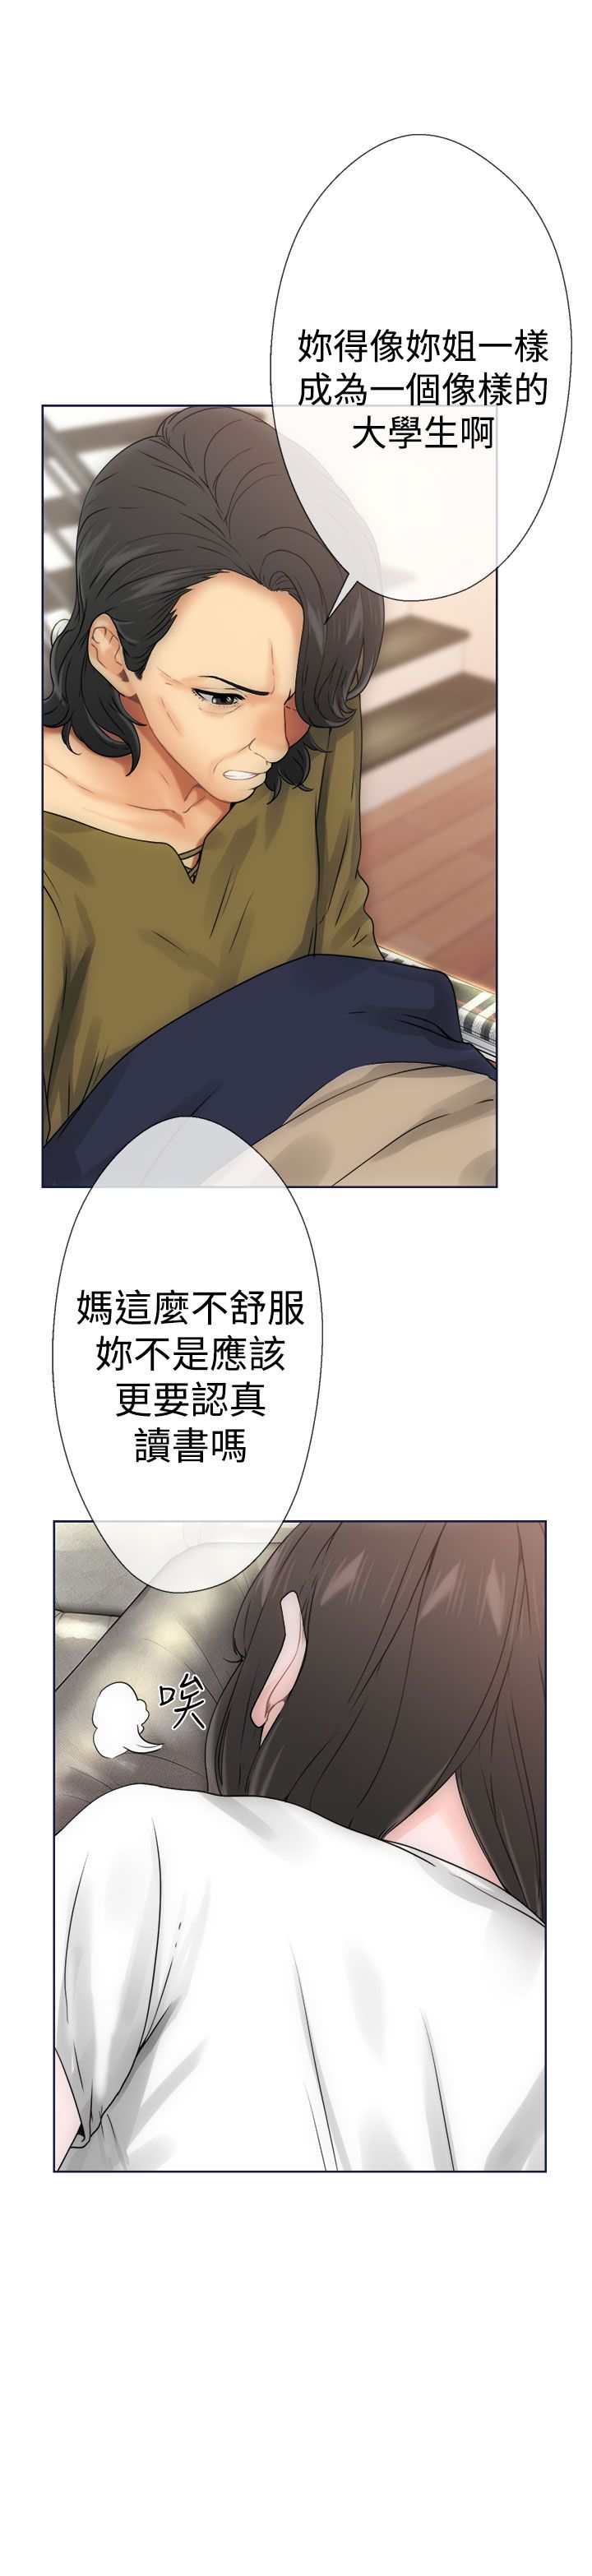 妳得像妳姐一樣
成為一個像樣的
大學生啊
媽這麼不舒服
妳不是應該
更要認真
讀書嗎
唉